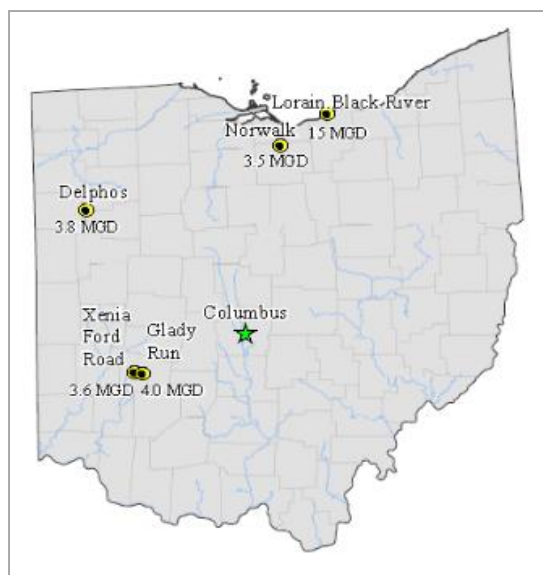 Lorain Black River
Norwalk
15 MGD
3.5 MGD
Delphos
3.8 MGD
Columbus
Xenia
Ford
Road
Glady
Run
3.6 MGD
4.0 MGD